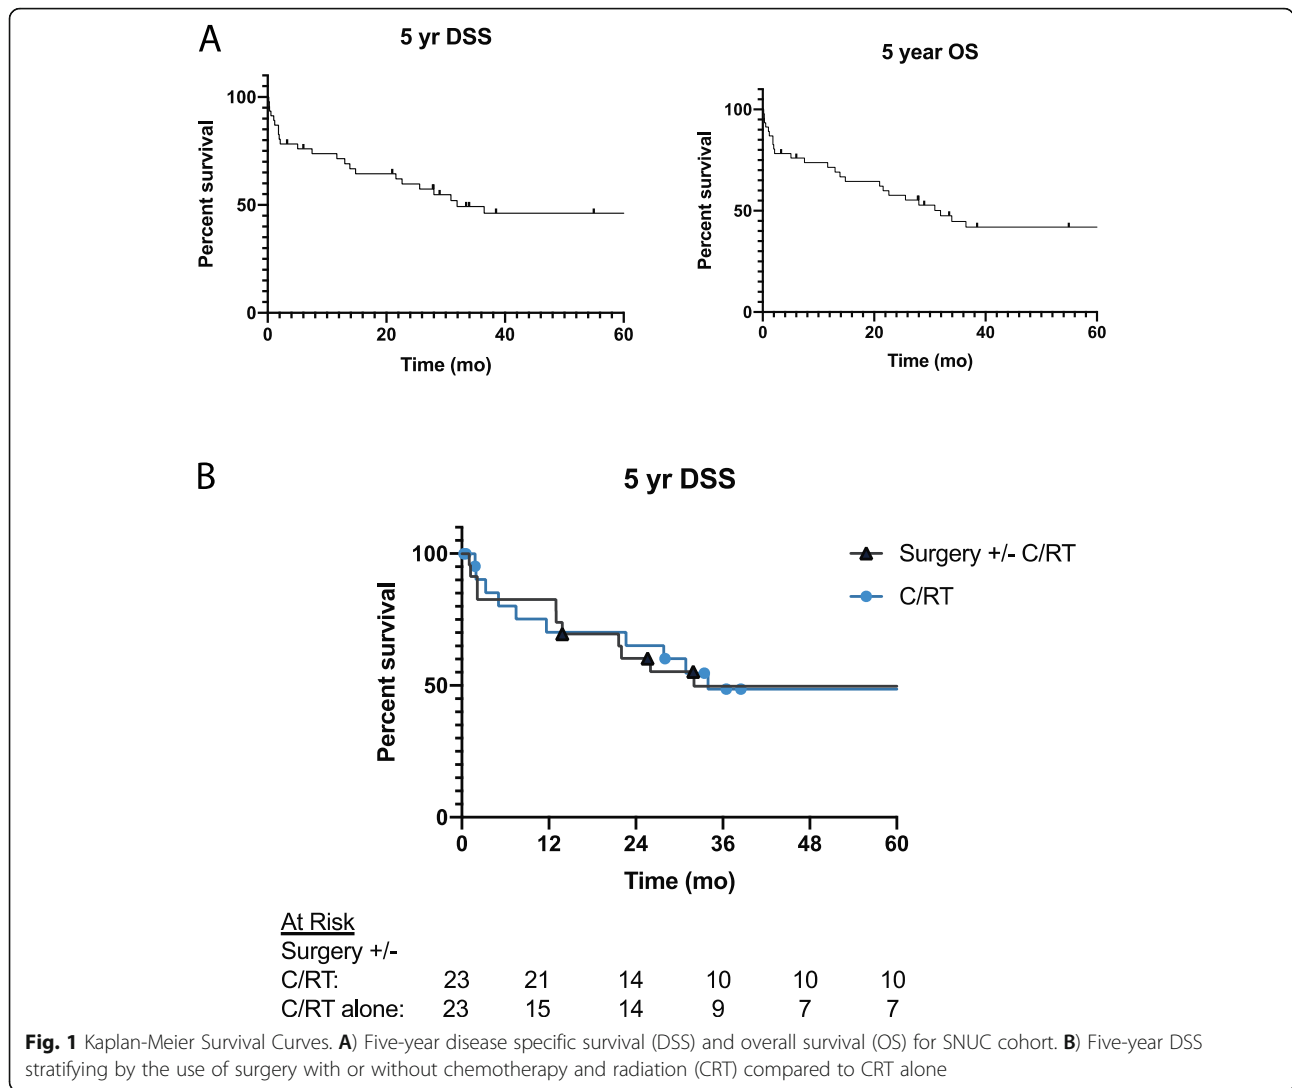 A
5 yr DSS
5 year OS
Percent survival
100
50
0
0 20 40 60
Time (mo)
Percent survival
100
50
0
0 20 40 60
Time (mo)
B
5 yr DSS
Percent survival
100
50
0
0 12 24 36 48 60
Time (mo)
Surgery +/- C/RT
C/RT
At Risk
Surgery +/-
C/RT: 23 21 14 10 10 10
C/RT alone: 23 15 14 9 7 7
Fig. 1 Kaplan-Meier Survival Curves. A) Five-year disease specific survival (DSS) and overall survival (OS) for SNUC cohort. B) Five-year DSS
stratifying by the use of surgery with or without chemotherapy and radiation (CRT) compared to CRT alone